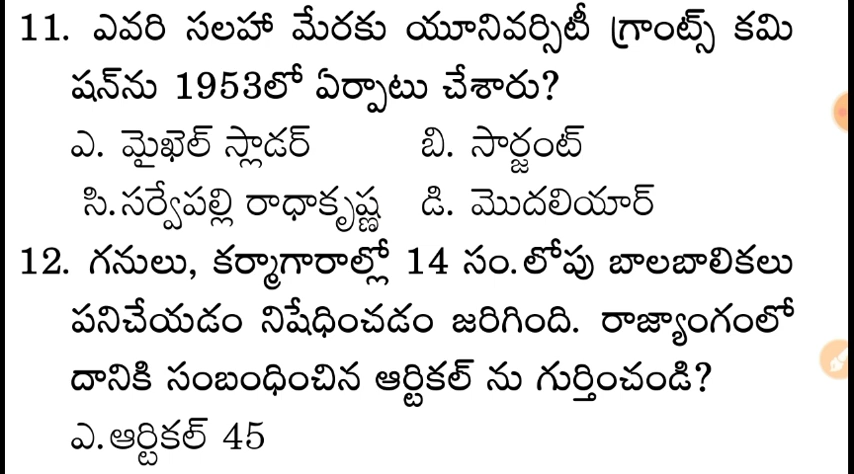 11. ఎవరి సలహా మేరకు యూనివర్సిటీ గ్రాంట్స్ కమి
షన్‌ను 1953లో ఏర్పాటు చేశారు?
ఎ. మైఖెల్ స్లాడర్ బి. సార్జంట్
సి.సర్వేపల్లి రాధాకృష్ణ డి. మొదలియార్
12. గనులు, కర్మాగారాల్లో 14 సం.లోపు బాలబాలికలు
పనిచేయడం నిషేధించడం జరిగింది. రాజ్యాంగంలో
దానికి సంబంధించిన ఆర్టికల్ ను గుర్తించండి?
ఎ.ఆర్టికల్ 45